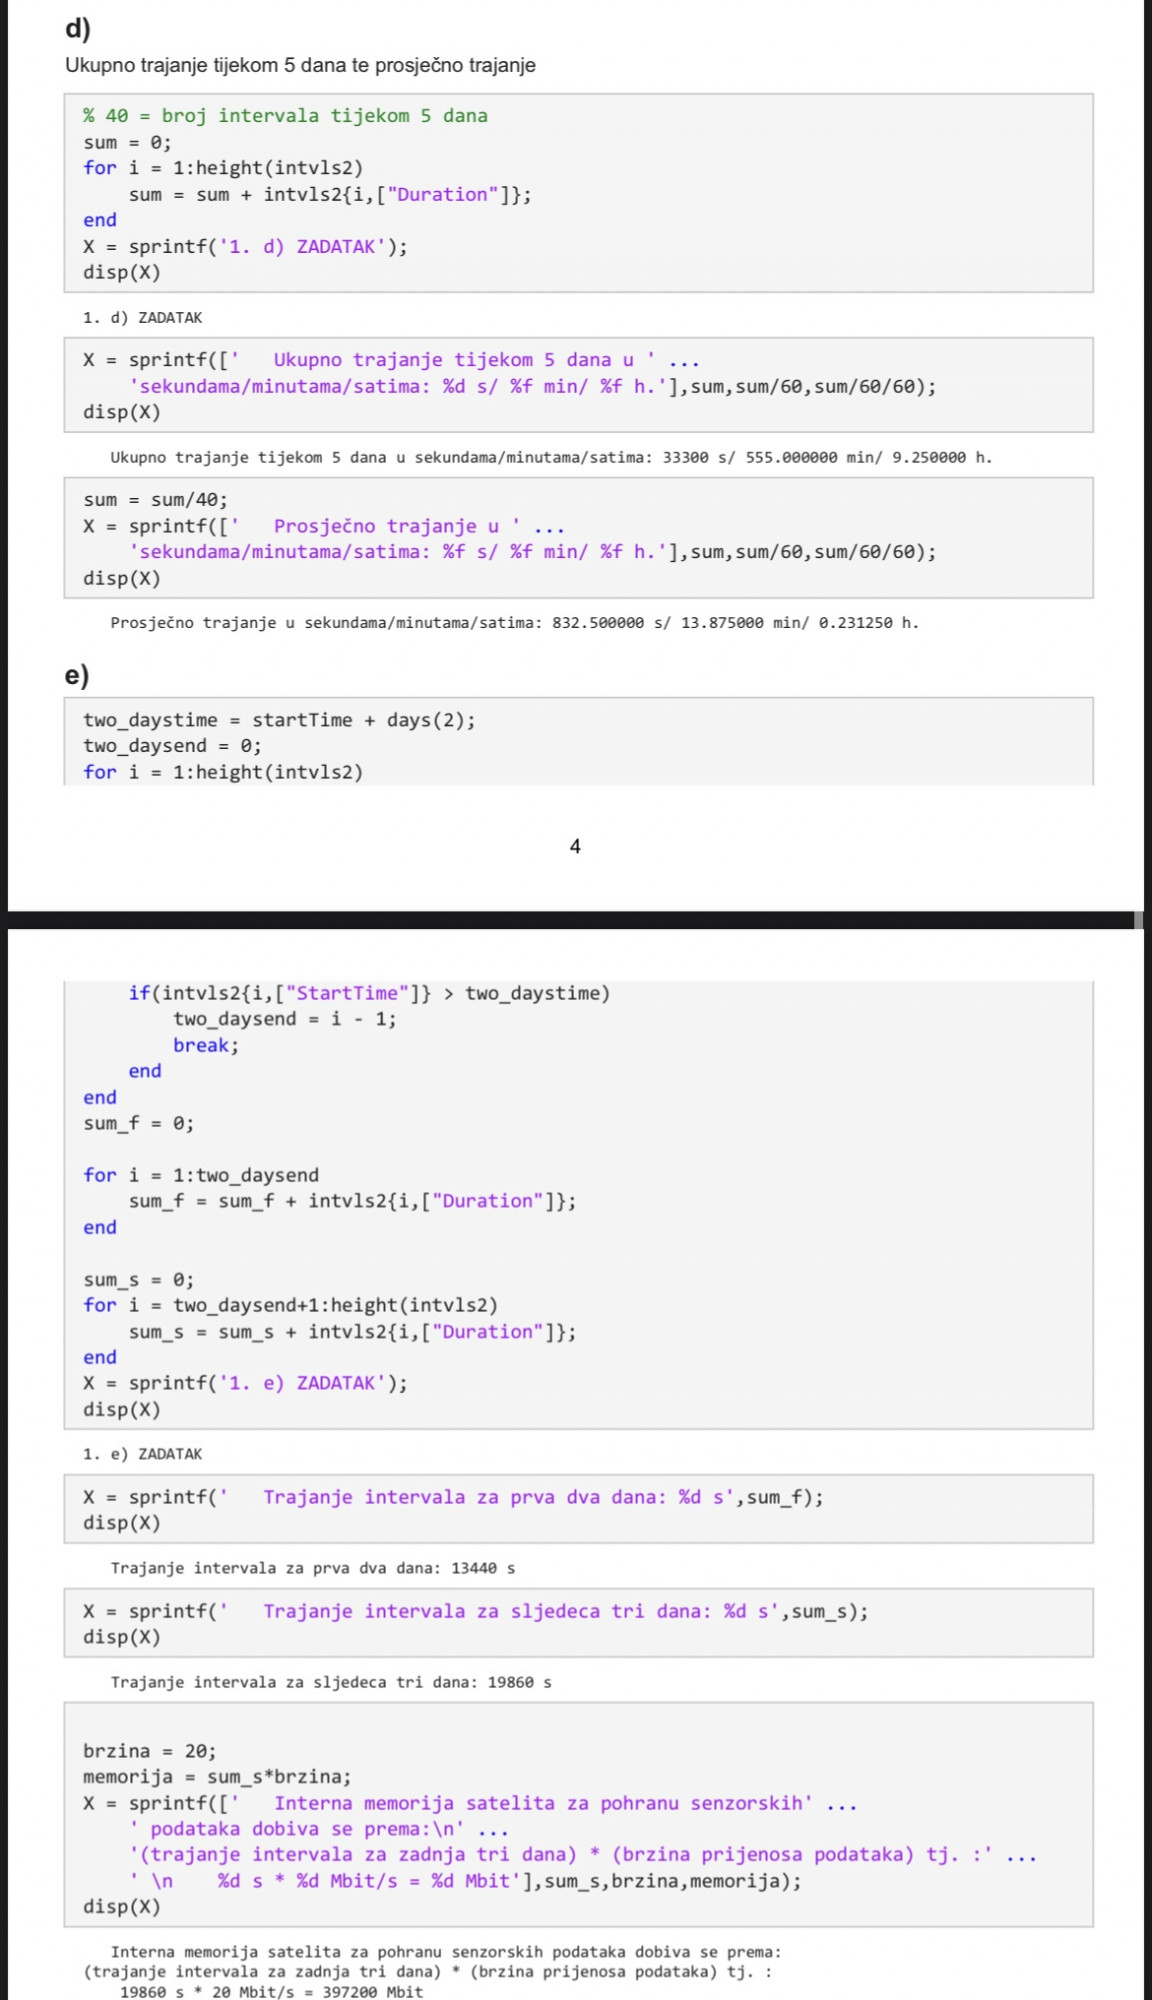 d)
Ukupno trajanje tijekom 5 dana te prosječno trajanje
% 40 = broj intervala tijekom 5 dana
sum = 0;
for i = 1:height(intvls2)
    sum = sum + intvls2{i,["Duration"]};
end
X = sprintf('1. d) ZADATAK');
disp(X)
1. d) ZADATAK
X = sprintf(['   Ukupno trajanje tijekom 5 dana u ' ...
    'sekundama/minutama/satima: %d s/ %f min/ %f h.'],sum,sum/60,sum/60/60);
disp(X)
   Ukupno trajanje tijekom 5 dana u sekundama/minutama/satima: 33300 s/ 555.000000 min/ 9.250000 h.
sum = sum/40;
X = sprintf(['   Prosječno trajanje u ' ...
    'sekundama/minutama/satima: %f s/ %f min/ %f h.'],sum,sum/60,sum/60/60);
disp(X)
   Prosječno trajanje u sekundama/minutama/satima: 832.500000 s/ 13.875000 min/ 0.231250 h.
e)
two_daystime = startTime + days(2);
two_daysend = 0;
for i = 1:height(intvls2)
4
    if(intvls2{i,["StartTime"]} > two_daystime)
        two_daysend = i - 1;
        break;
    end
end
sum_f = 0;
for i = 1:two_daysend
    sum_f = sum_f + intvls2{i,["Duration"]};
end
sum_s = 0;
for i = two_daysend+1:height(intvls2)
    sum_s = sum_s + intvls2{i,["Duration"]};
end
X = sprintf('1. e) ZADATAK');
disp(X)
1. e) ZADATAK
X = sprintf('   Trajanje intervala za prva dva dana: %d s',sum_f);
disp(X)
   Trajanje intervala za prva dva dana: 13440 s
X = sprintf('   Trajanje intervala za sljedeca tri dana: %d s',sum_s);
disp(X)
   Trajanje intervala za sljedeca tri dana: 19860 s
brzina = 20;
memorija = sum_s*brzina;
X = sprintf(['   Interna memorija satelita za pohranu senzorskih' ...
    ' podataka dobiva se prema:\n' ...
    '(trajanje intervala za zadnja tri dana) * (brzina prijenosa podataka) tj. :' ...
    ' \n    %d s * %d Mbit/s = %d Mbit'],sum_s,brzina,memorija);
disp(X)
   Interna memorija satelita za pohranu senzorskih podataka dobiva se prema:
(trajanje intervala za zadnja tri dana) * (brzina prijenosa podataka) tj. :
    19860 s * 20 Mbit/s = 397200 Mbit